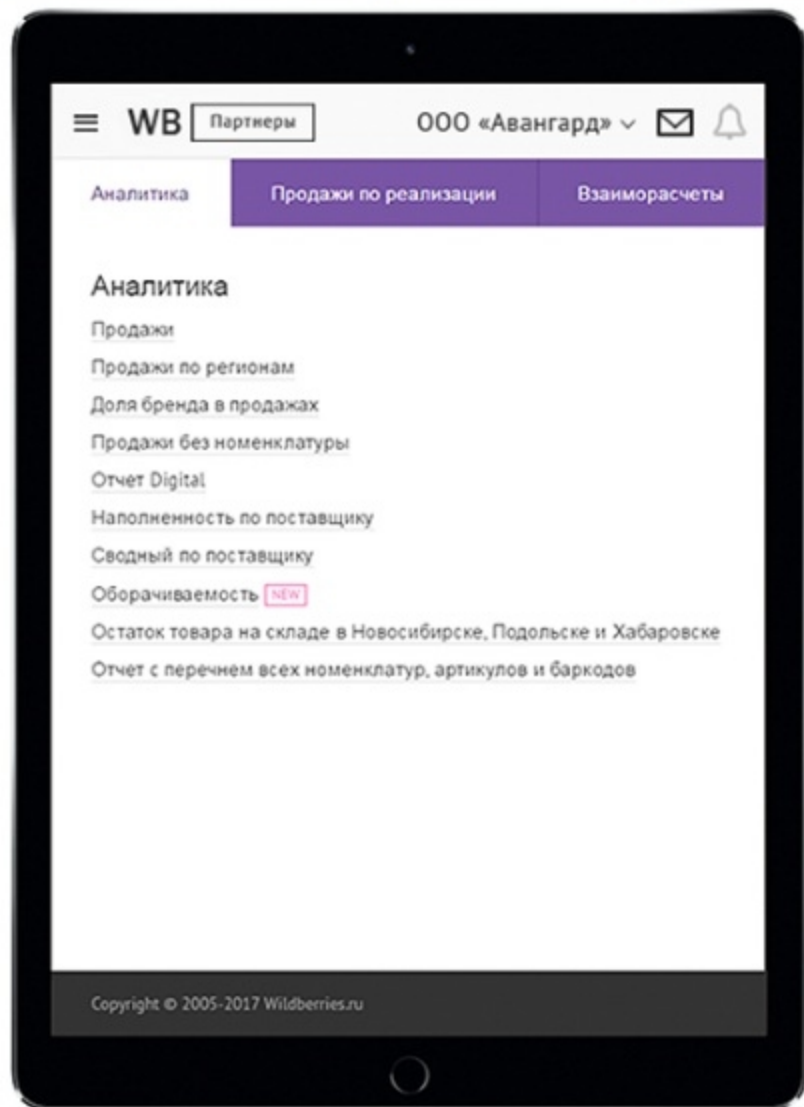 WB Партнеры ООО «Авангард»
Аналитика Продажи по реализации Взаиморасчеты
Аналитика
Продажи
Продажи по регионам
Доля бренда в продажах
Продажи без номенклатуры
Отчет Digital
Наполненность по поставщику
Сводный по поставщику
Оборачиваемость NEW
Остаток товара на складе в Новосибирске, Подольске и Хабаровске
Отчет с перечнем всех номенклатур, артикулов и баркодов
Copyright © 2005-2017 Wildberries.ru